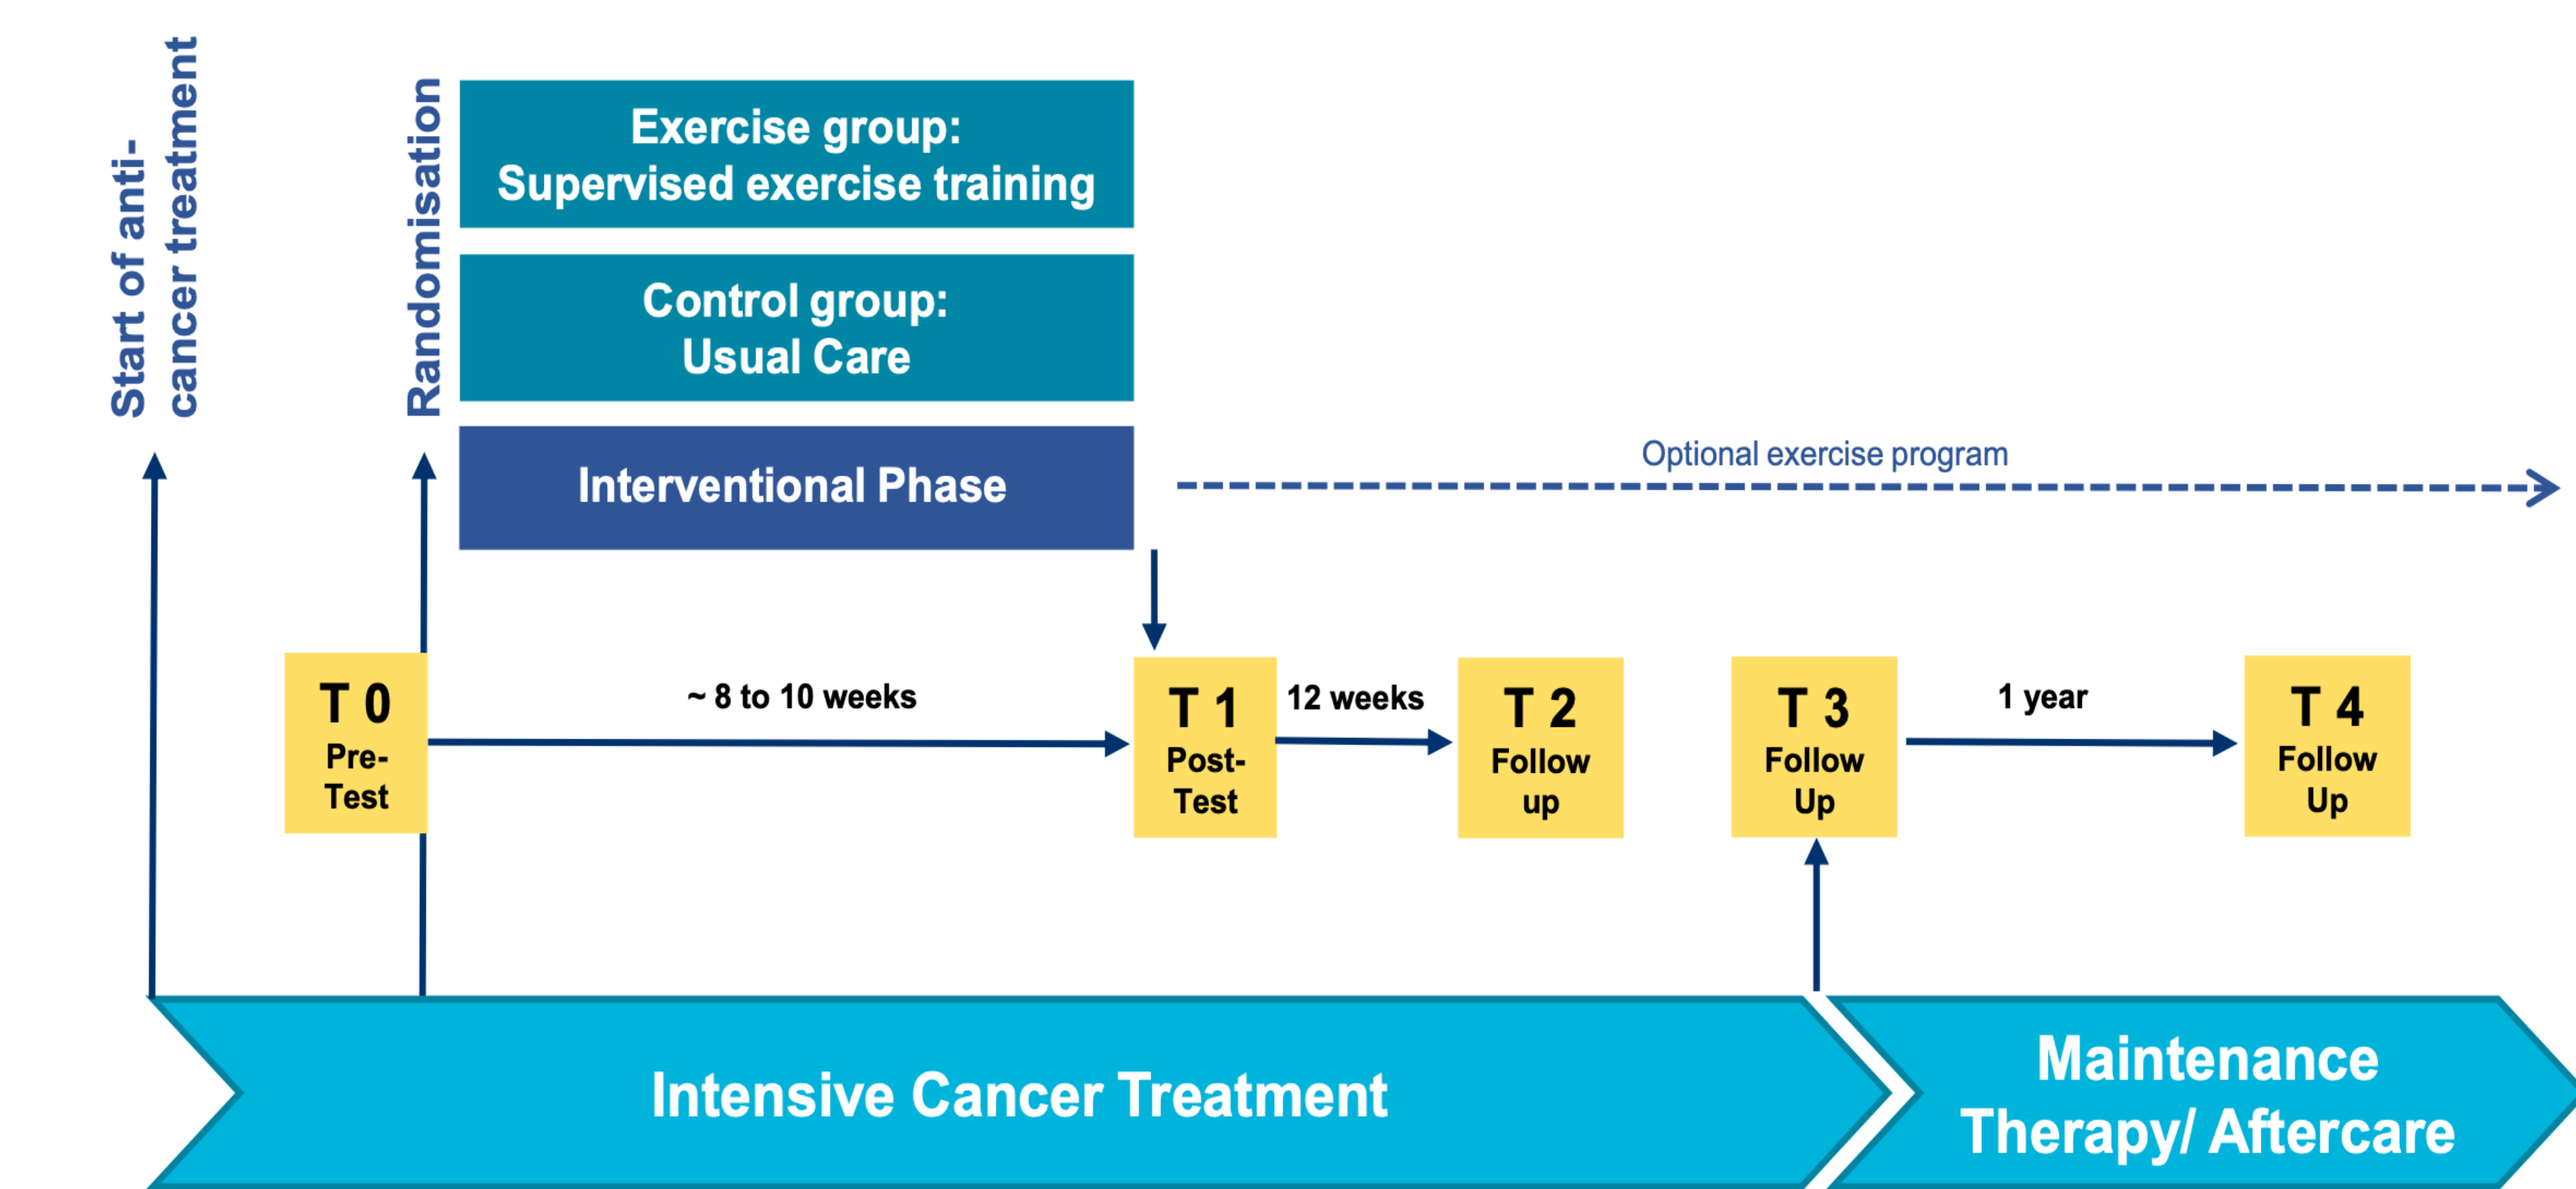 Start of anti-
cancer treatment
Randomisation
Exercise group:
Supervised exercise training
Control group:
Usual Care
Interventional Phase
Optional exercise program
T 0
Pre-
Test
~ 8 to 10 weeks
T 1
Post-
Test
12 weeks
T 2
Follow
up
T 3
Follow
Up
1 year
T 4
Follow
Up
Intensive Cancer Treatment
Maintenance
Therapy/ Aftercare